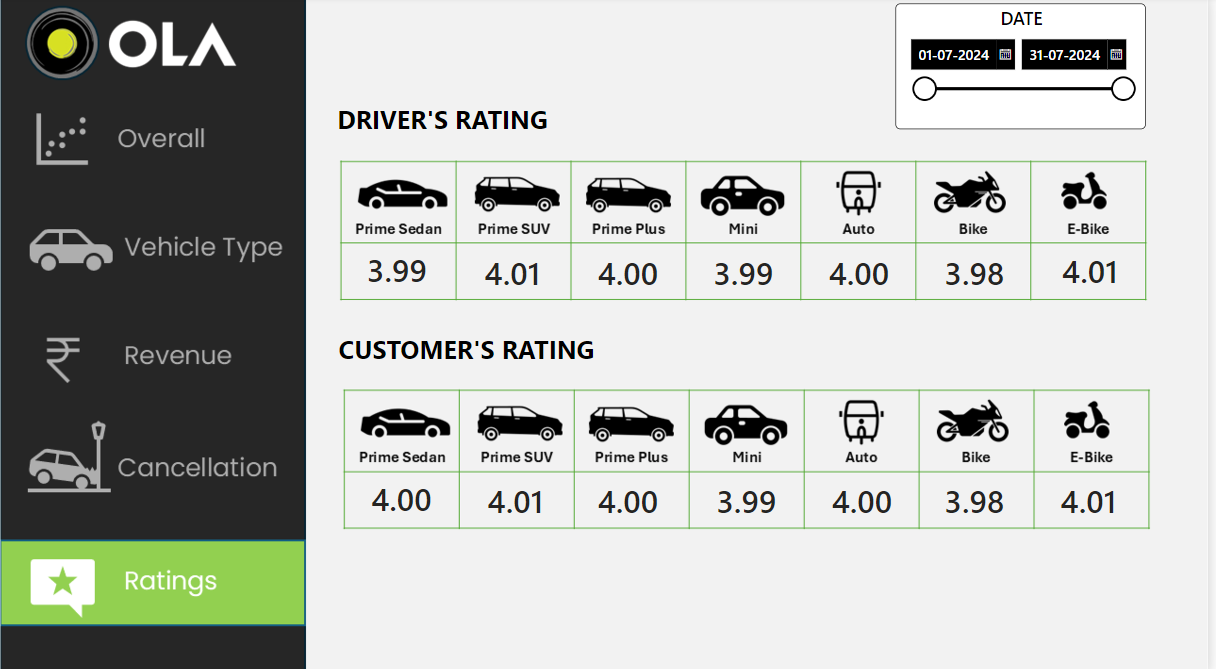 OLA
Overall
Vehicle Type
Revenue
Cancellation
Ratings
DATE
01-07-2024 31-07-2024
DRIVER'S RATING
Prime Sedan Prime SUV Prime Plus Mini Auto Bike E-Bike
3.99 4.01 4.00 3.99 4.00 3.98 4.01
CUSTOMER'S RATING
Prime Sedan Prime SUV Prime Plus Mini Auto Bike E-Bike
4.00 4.01 4.00 3.99 4.00 3.98 4.01